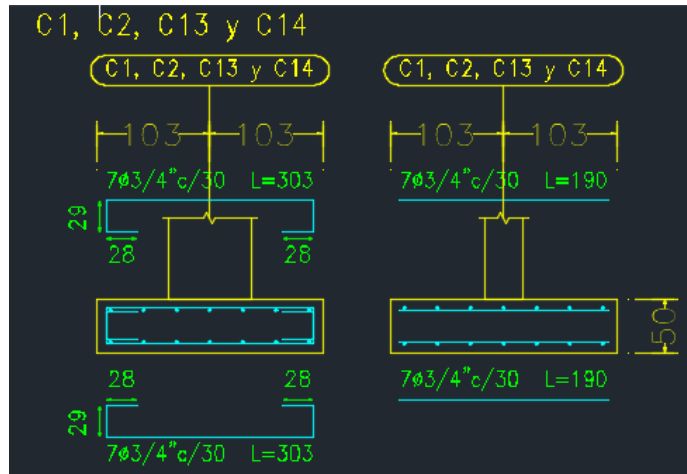 C1, C2, C13 y C14
C1, C2, C13 y C14
C1, C2, C13 y C14
103
103
103
103
7ø3/4"c/30 L=303
7ø3/4"c/30 L=190
29
28
28
50
28
28
7ø3/4"c/30 L=190
29
7ø3/4"c/30 L=303